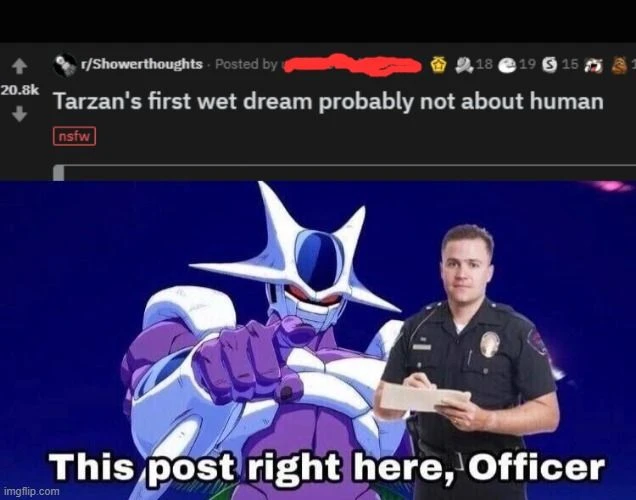 r/Showerthoughts · Posted by
18 19 S 15 1
20.8k
Tarzan's first wet dream probably not about human
nsfw
This post right here, Officer
imgflip.com